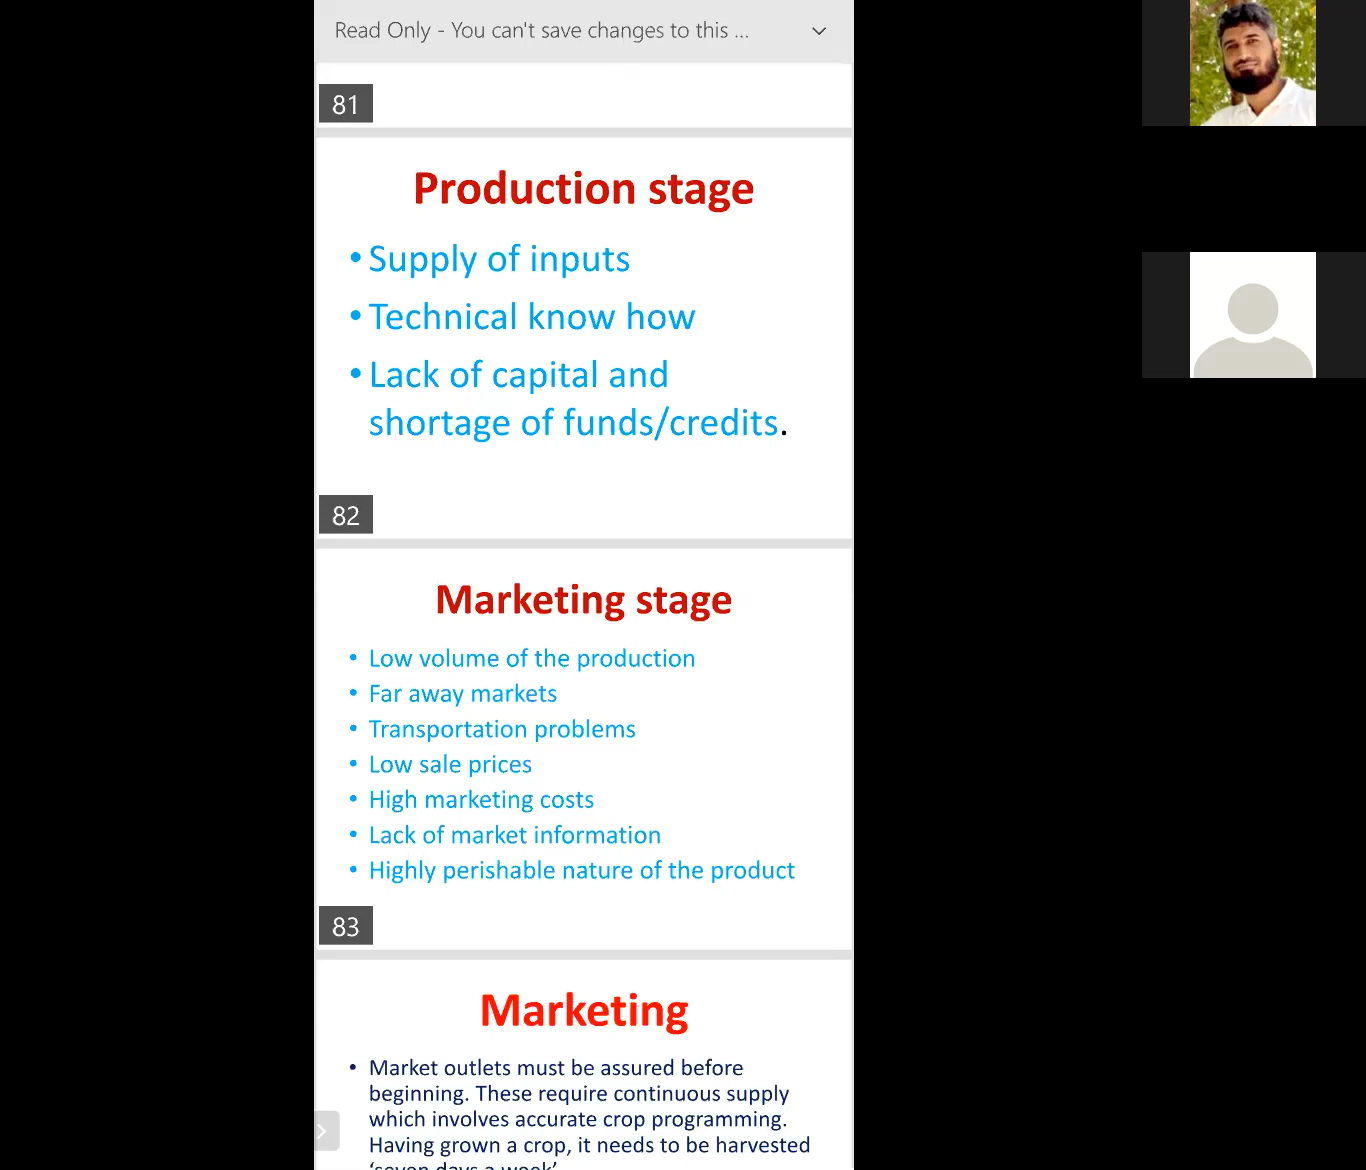 Read Only - You can't save changes to this ...
81
Production stage
• Supply of inputs
• Technical know how
• Lack of capital and
shortage of funds/credits.
82
Marketing stage
• Low volume of the production
• Far away markets
• Transportation problems
• Low sale prices
• High marketing costs
• Lack of market information
• Highly perishable nature of the product
83
Marketing
• Market outlets must be assured before
beginning. These require continuous supply
which involves accurate crop programming.
Having grown a crop, it needs to be harvested
‘seven days a week’